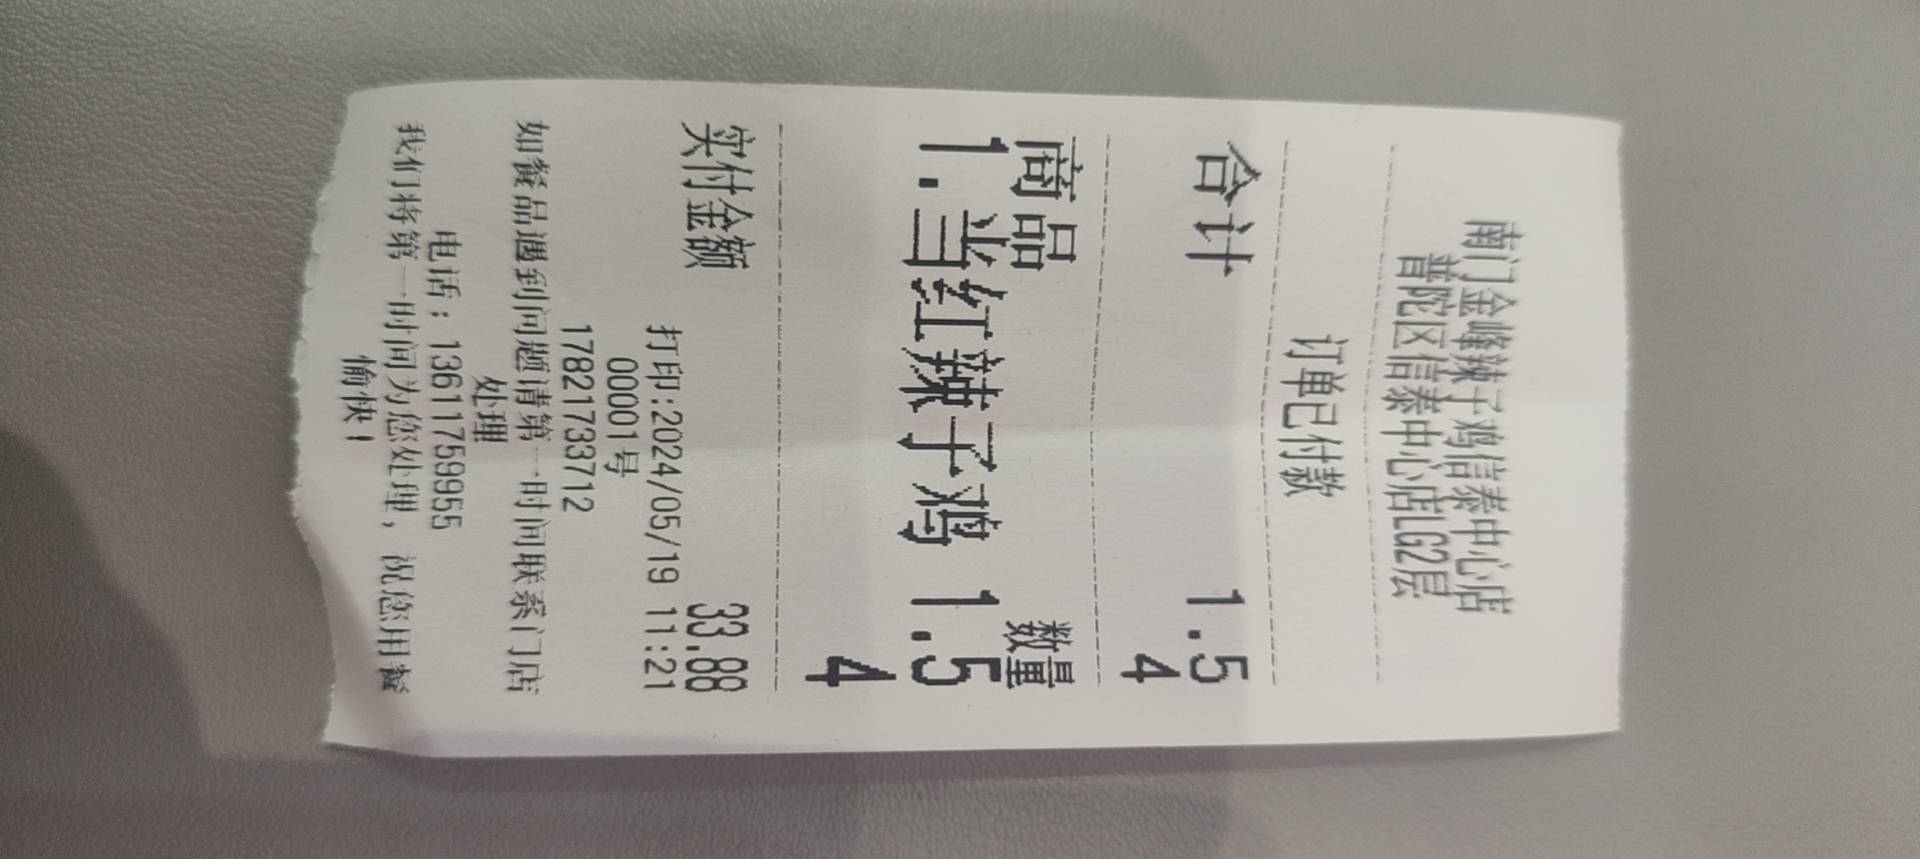 南门金峰辣子鸡信泰中心店
普陀区信泰中心店LG2层
订单已付款
合计 1.5
4
商品 数量
1.当红辣子鸡 1.5
4
实付金额 33.88
打印:2024/05/19 11:21
00001号
17821733712
如餐品遇到问题请第一时间联系门店
处理
电话：13611759955
我们将第一时间为您处理，祝您用餐
愉快！